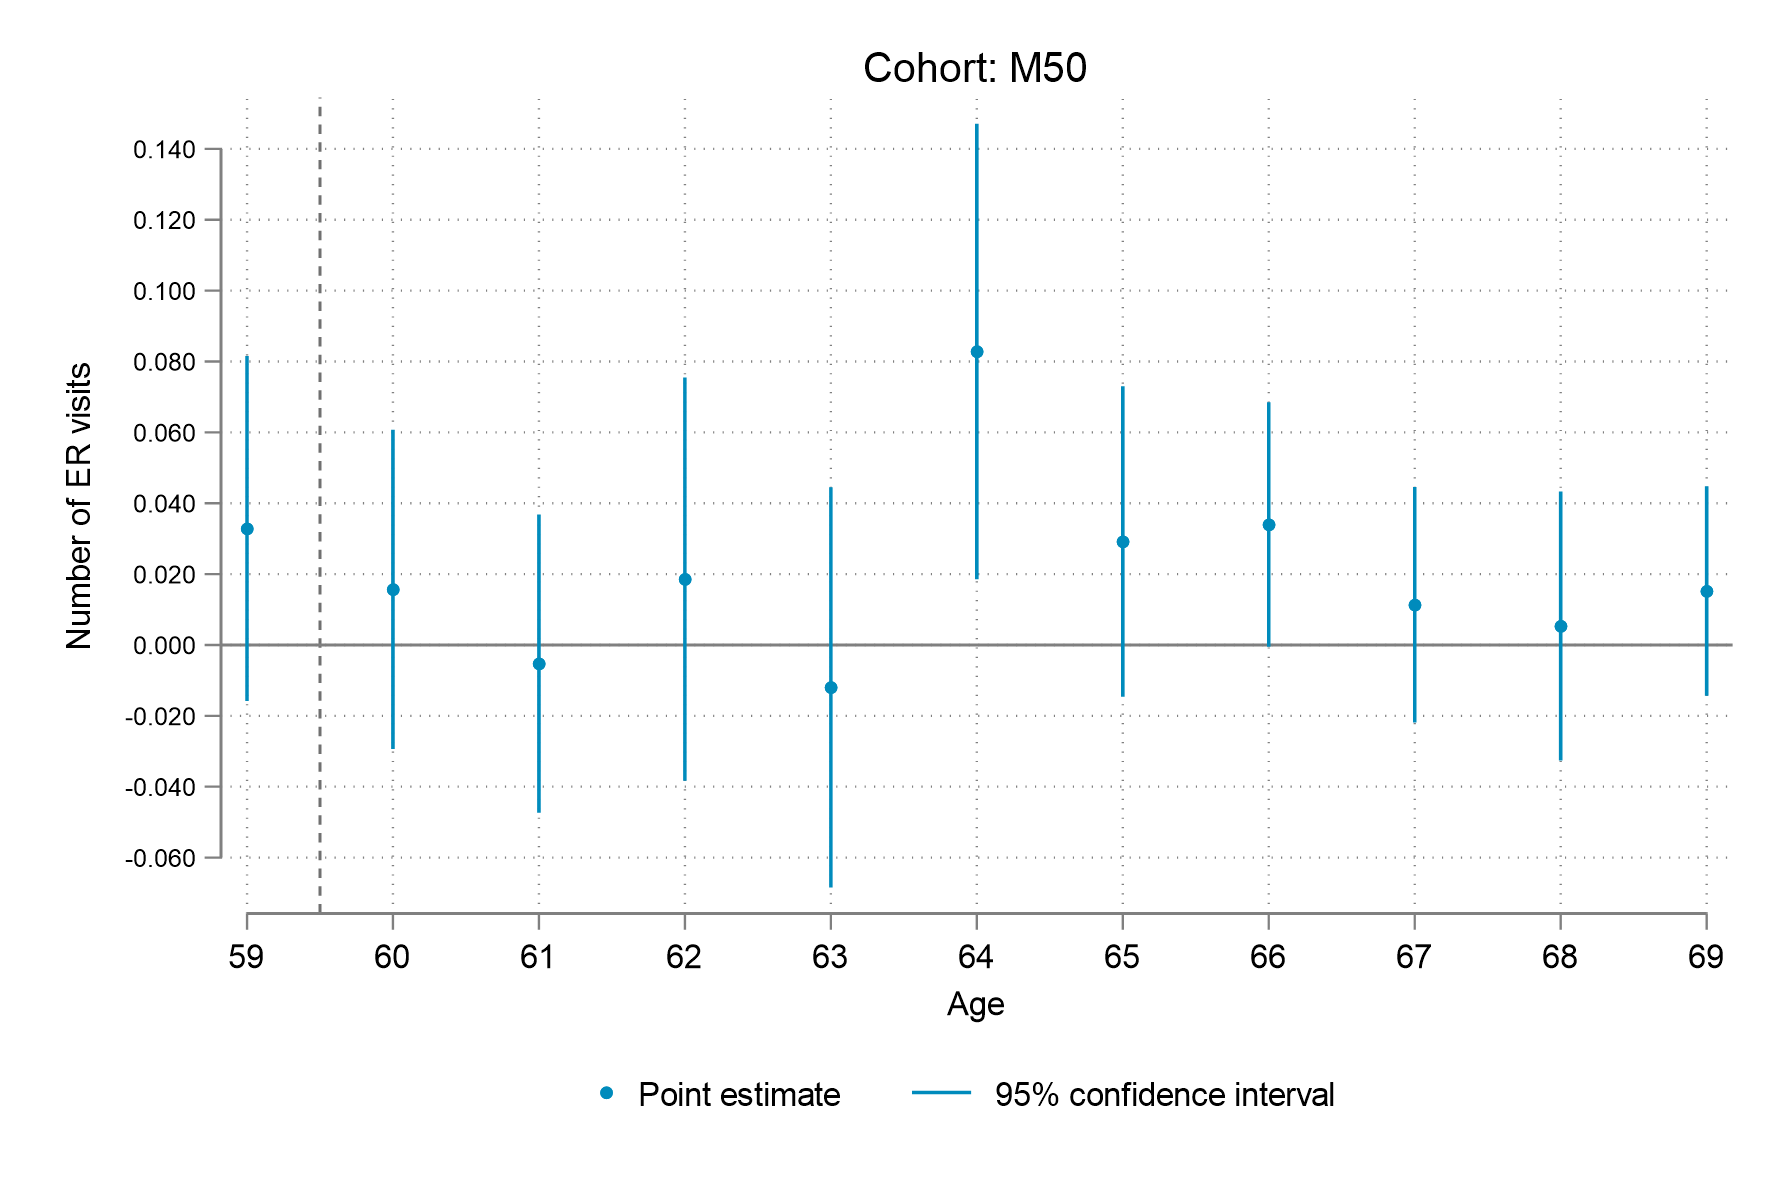 Cohort: M50
0.140
0.120
0.100
0.080
0.060
0.040
0.020
0.000
-0.020
-0.040
-0.060
Number of ER visits
59 60 61 62 63 64 65 66 67 68 69
Age
Point estimate 95% confidence interval